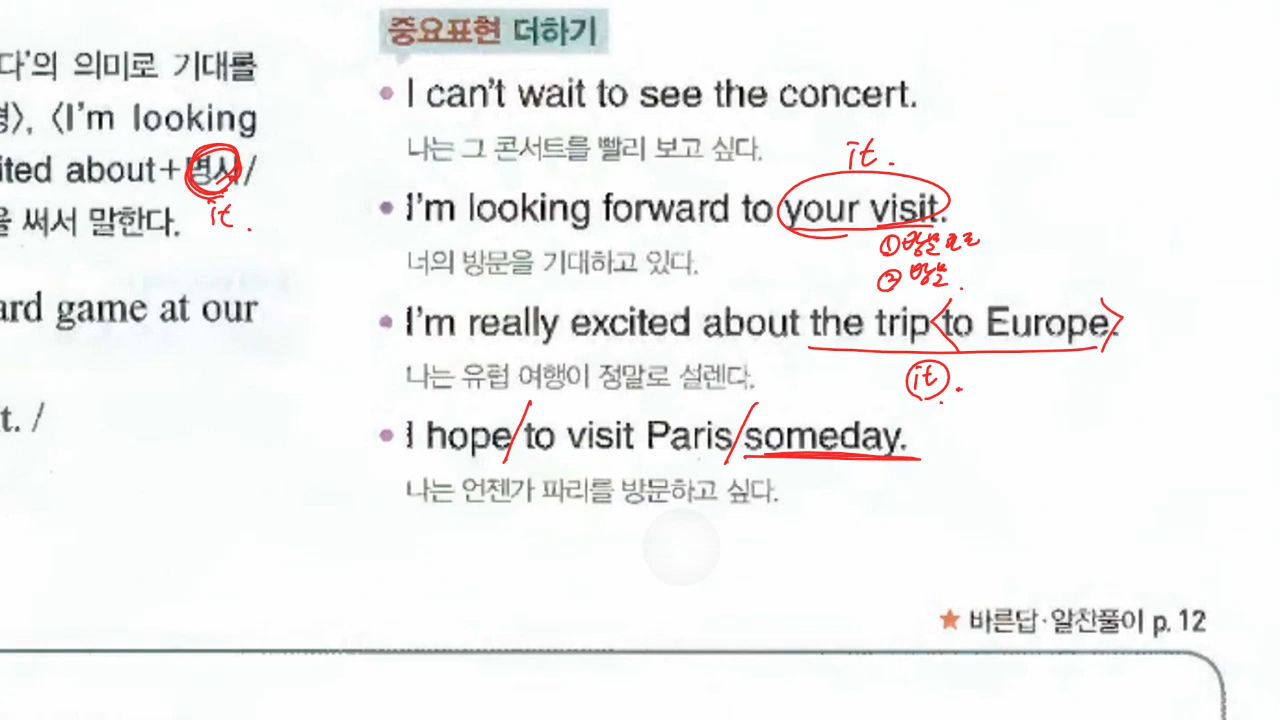 중요표현 더하기
다'의 의미로 기대를
〉, 〈I'm looking
ited about+명사/
it.
을 써서 말한다.
ard game at our
t. /
• I can't wait to see the concert.
나는 그 콘서트를 빨리 보고 싶다.
it.
• I'm looking forward to your visit.
너의 방문을 기대하고 있다.
② 방문.
• I'm really excited about the trip <to Europe.>
나는 유럽 여행이 정말로 설렌다.
it.
• I hope / to visit Paris / someday.
나는 언젠가 파리를 방문하고 싶다.
★ 바른답·알찬풀이 p. 12